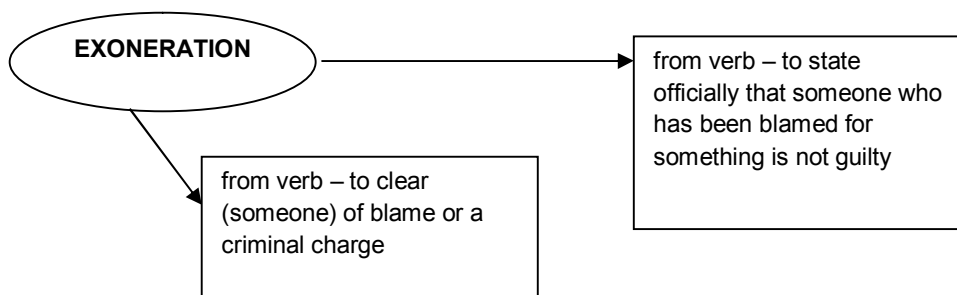 EXONERATION
from verb – to state
officially that someone who
has been blamed for
something is not guilty
from verb – to clear
(someone) of blame or a
criminal charge